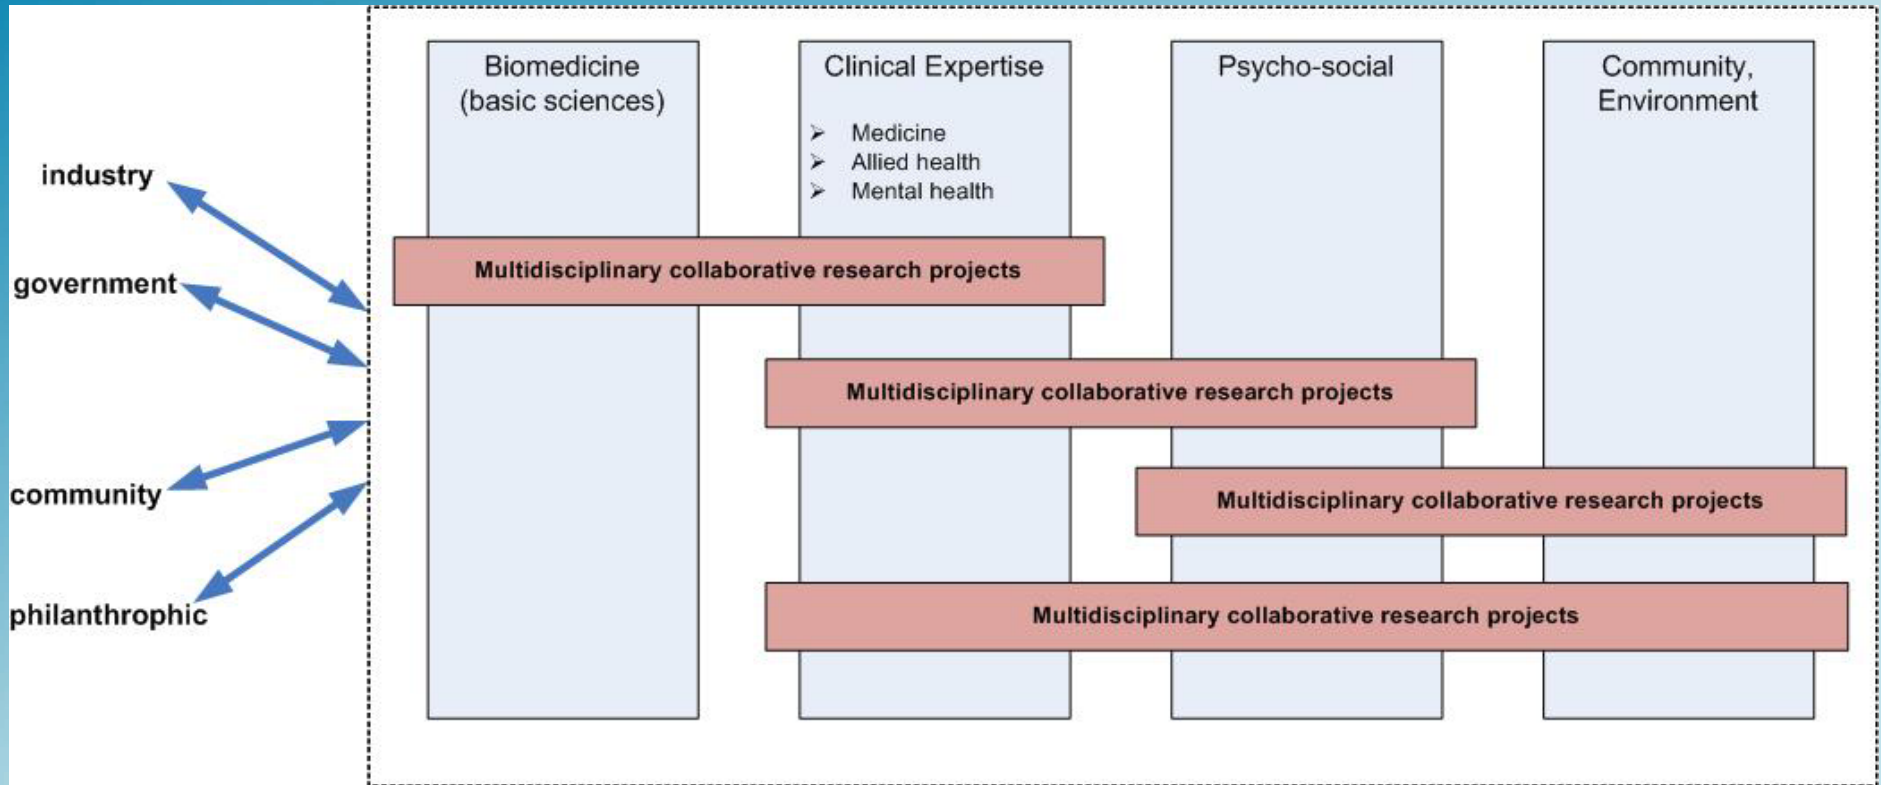 Biomedicine
(basic sciences)
Clinical Expertise
➢ Medicine
➢ Allied health
➢ Mental health
Psycho-social
Community,
Environment
industry
government
community
philanthrophic
Multidisciplinary collaborative research projects
Multidisciplinary collaborative research projects
Multidisciplinary collaborative research projects
Multidisciplinary collaborative research projects